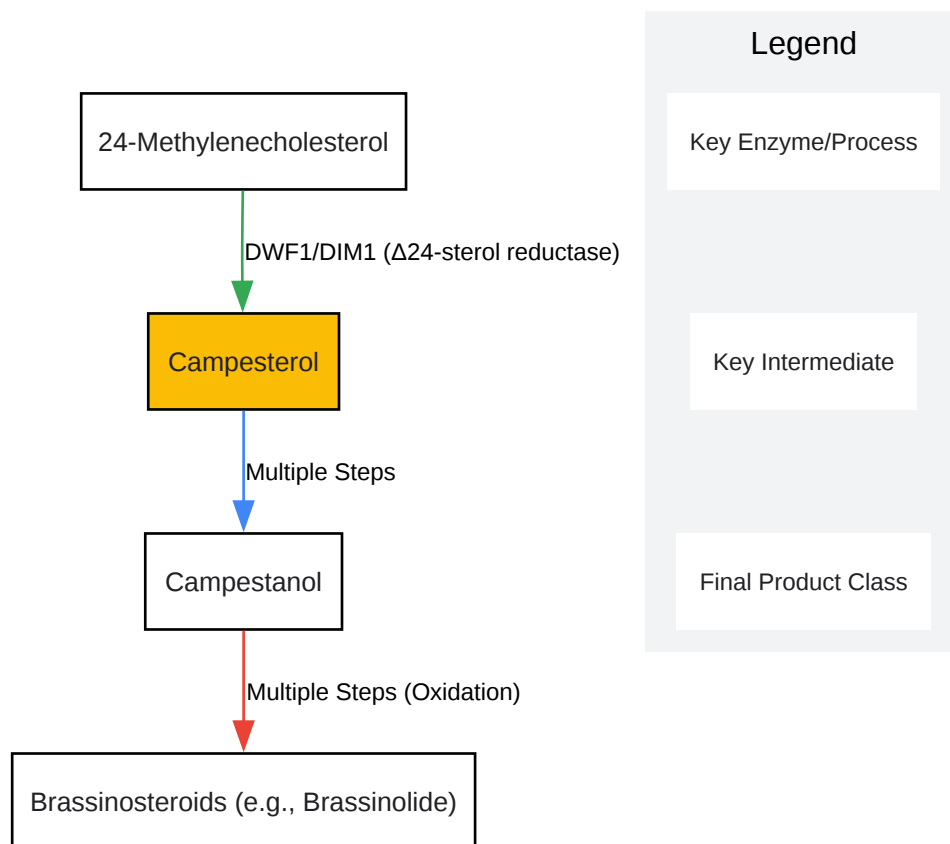 24-Methylenecholesterol
DWF1/DIM1 (Δ24-sterol reductase)
Campesterol
Multiple Steps
Campestanol
Multiple Steps (Oxidation)
Brassinosteroids (e.g., Brassinolide)
Legend
Key Enzyme/Process
Key Intermediate
Final Product Class